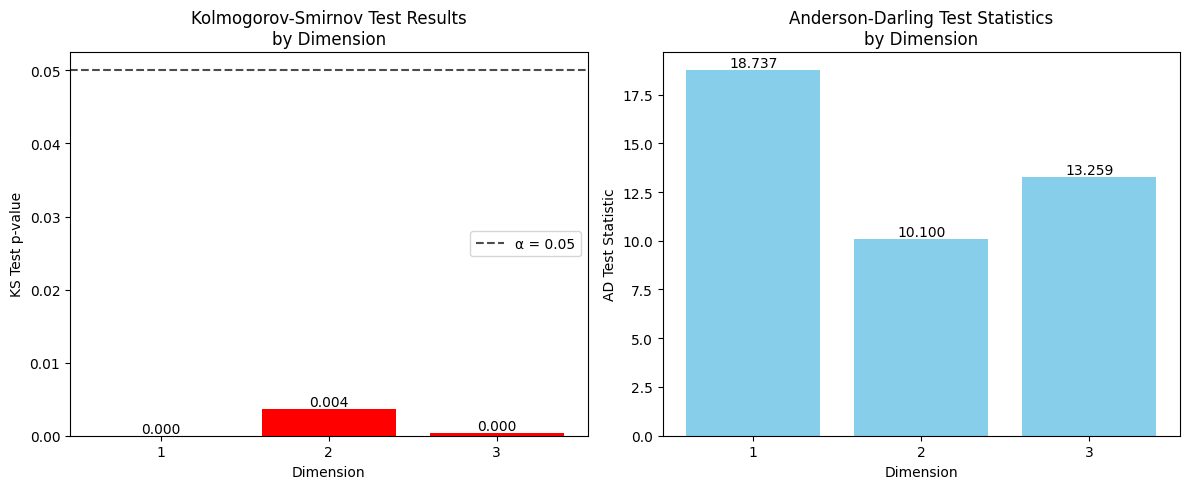 Kolmogorov-Smirnov Test Results
by Dimension
KS Test p-value
0.05
0.04
0.03
0.02
0.01
0.00
α = 0.05
0.000
0.004
0.000
1
2
3
Dimension
Anderson-Darling Test Statistics
by Dimension
AD Test Statistic
17.5
15.0
12.5
10.0
7.5
5.0
2.5
0.0
18.737
10.100
13.259
1
2
3
Dimension